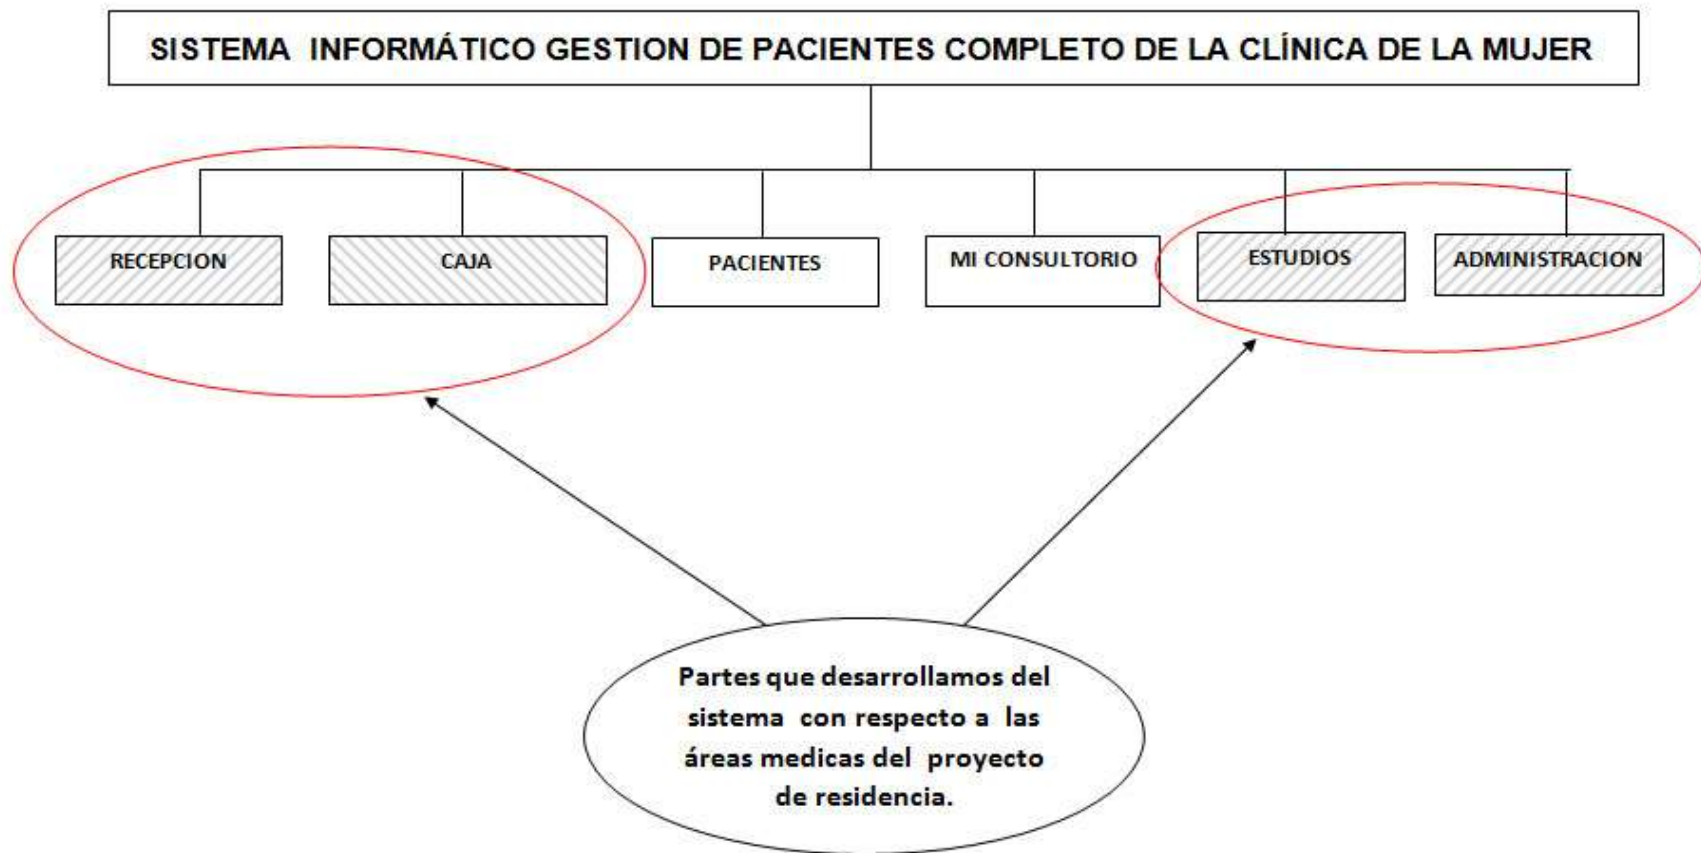 SISTEMA INFORMÁTICO GESTION DE PACIENTES COMPLETO DE LA CLÍNICA DE LA MUJER
RECEPCION
CAJA
PACIENTES
MI CONSULTORIO
ESTUDIOS
ADMINISTRACION
Partes que desarrollamos del
sistema con respecto a las
áreas medicas del proyecto
de residencia.